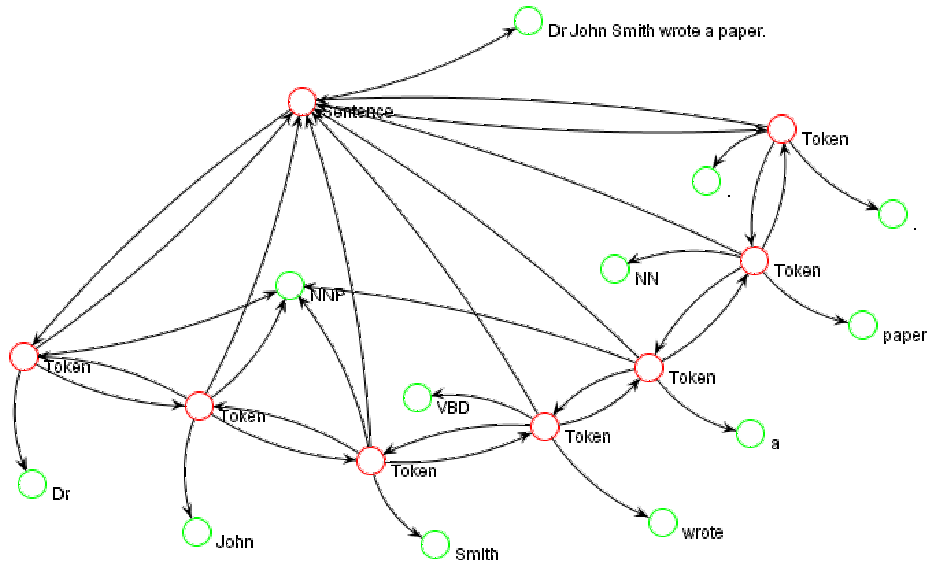 Dr John Smith wrote a paper.
Sentence
Token
.
.
Token
NN
NNP
paper
Token
Token
VBD
Token
Token
Token
a
Dr
wrote
John
Smith